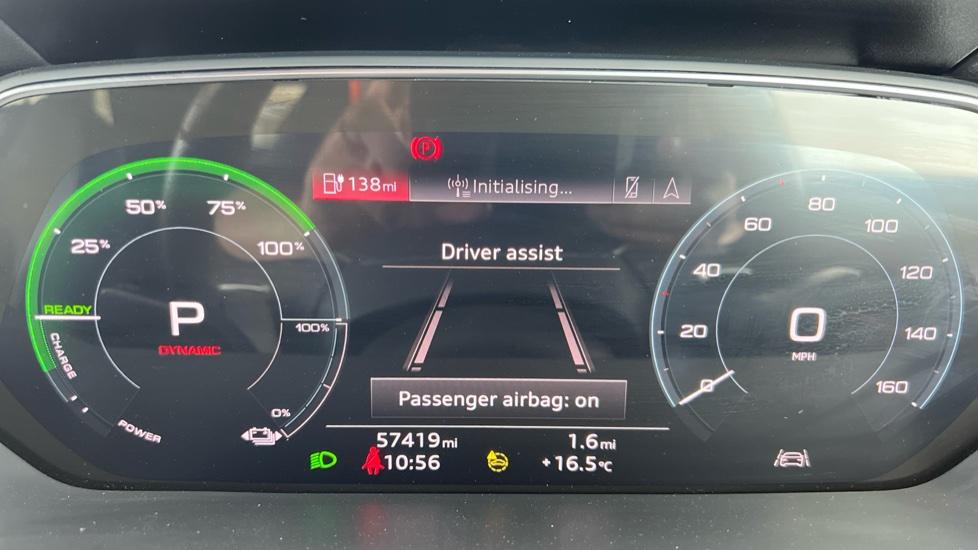 P
138mi
Initialising...
Driver assist
Passenger airbag: on
57419mi
10:56
1.6mi
+16.5°C
25%
50%
75%
100%
READY
P
DYNAMIC
CHARGE
POWER
100%
0%
0
20
40
60
80
100
120
140
160
0
MPH